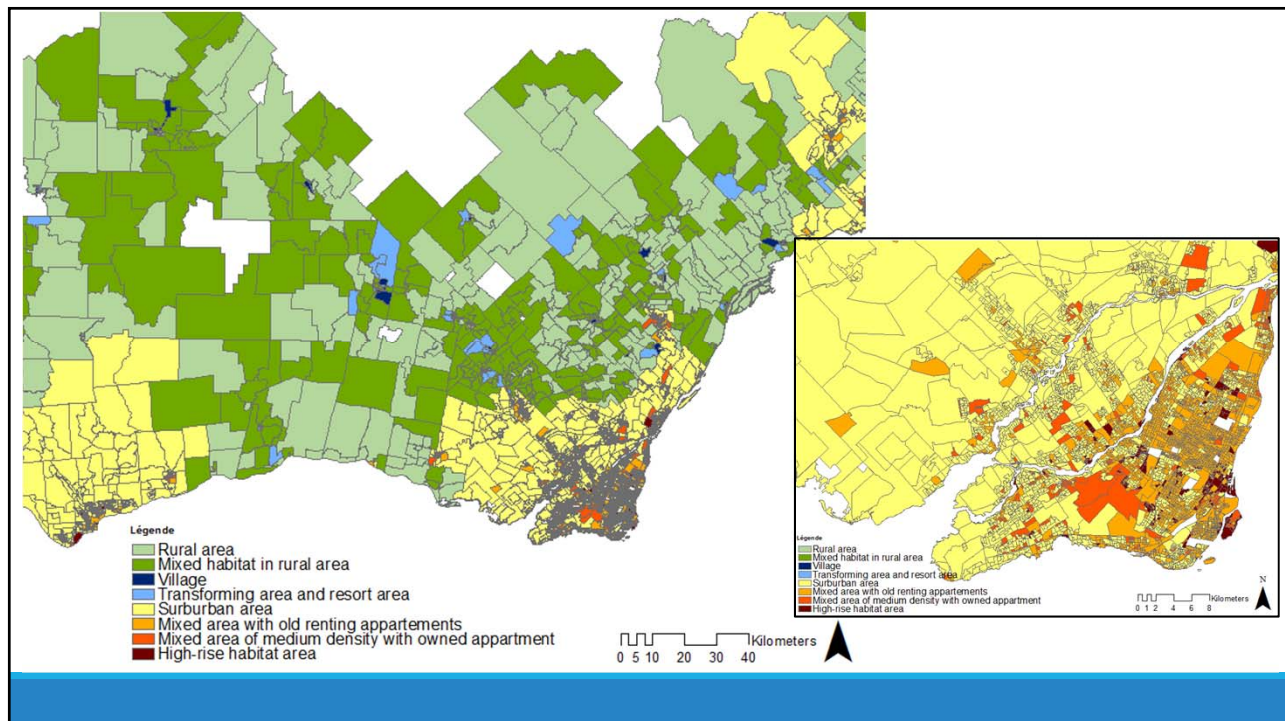 Légende
Rural area
Mixed habitat in rural area
Village
Transforming area and resort area
Suburban area
Mixed area with old renting appartements
Mixed area of medium density with owned appartment
High-rise habitat area
Kilometers
0 5 10 20 30 40
Légende
Rural area
Mixed habitat in rural area
Village
Transforming area and resort area
Suburban area
Mixed area with old renting appartements
Mixed area of medium density with owned appartment
High-rise habitat area
N
Kilometers
0 1 2 4 6 8